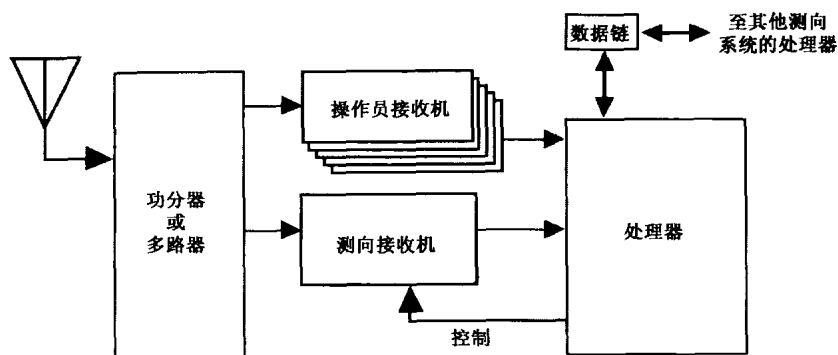 数据链
至其他测向
系统的处理器
操作员接收机
功分器
或
多路器
测向接收机
处理器
控制